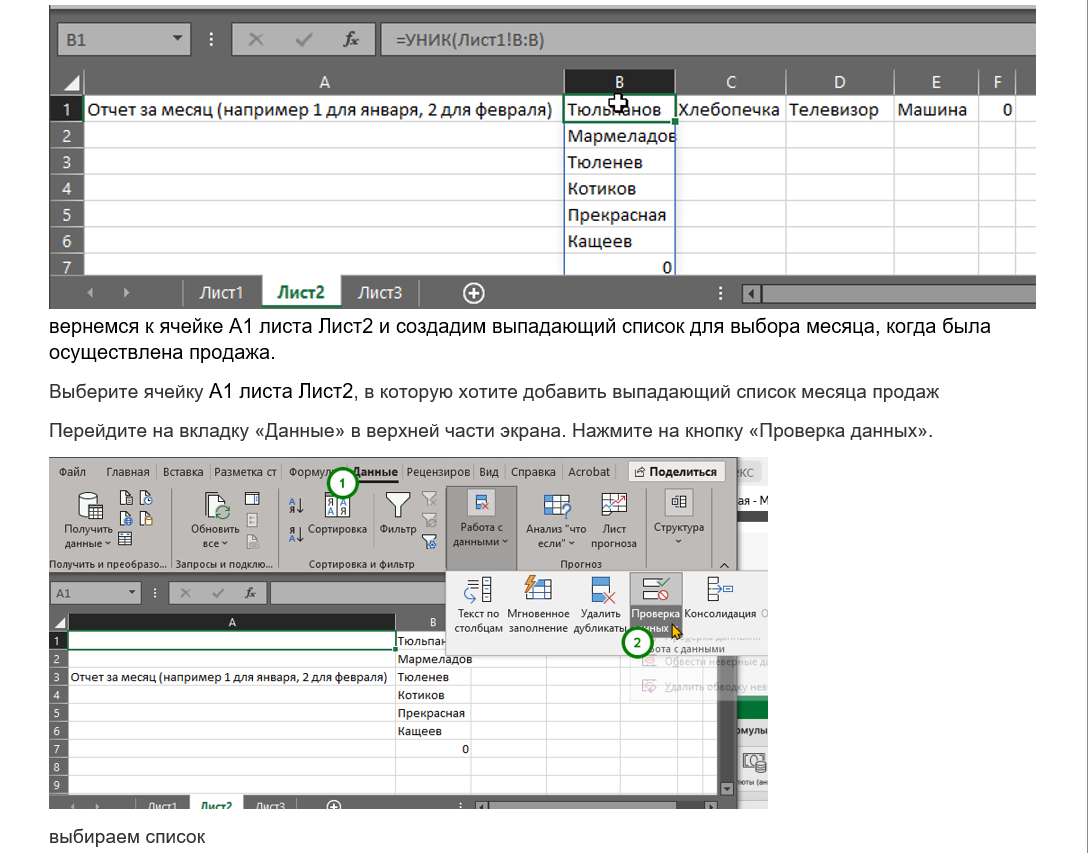 B1
=УНИК(Лист1!B:B)
A B C D E F
1 Отчет за месяц (например 1 для января, 2 для февраля) Тюльпанов Хлебопечка Телевизор Машина 0
2 Мармеладов
3 Тюленев
4 Котиков
5 Прекрасная
6 Кащеев
7 0
Лист1 Лист2 Лист3
вернемся к ячейке А1 листа Лист2 и создадим выпадающий список для выбора месяца, когда была
осуществлена продажа.
Выберите ячейку А1 листа Лист2, в которую хотите добавить выпадающий список месяца продаж
Перейдите на вкладку «Данные» в верхней части экрана. Нажмите на кнопку «Проверка данных».
Файл Главная Вставка Разметка ст Данные Рецензиров Вид Справка Acrobat Поделиться
1
Получить Обновить Сортировка Фильтр Работа с Анализ "что Лист Структура
данные все данными если" прогноза
Получить и преобразо... Запросы и подклю... Сортировка и фильтр Прогноз
A1
Текст по Мгновенное Удалить Проверка Консолидация
столбцам заполнение дубликаты
2
A B
1 Тюльпан
2 Мармеладов
3 Отчет за месяц (например 1 для января, 2 для февраля) Тюленев
4 Котиков
5 Прекрасная
6 Кащеев
7 0
8
9
Лист1 Лист2 Лист3
выбираем список